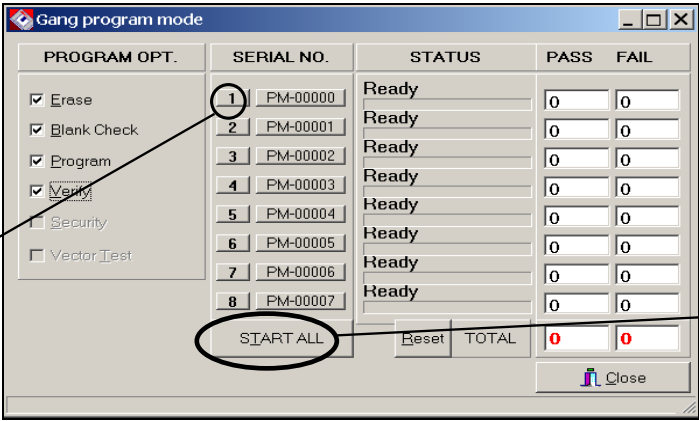 Gang program mode
PROGRAM OPT. SERIAL NO. STATUS PASS FAIL
Erase 1 PM-00000 Ready 0 0
Blank Check 2 PM-00001 Ready 0 0
Program 3 PM-00002 Ready 0 0
Verify 4 PM-00003 Ready 0 0
Security 5 PM-00004 Ready 0 0
Vector Test 6 PM-00005 Ready 0 0
7 PM-00006 Ready 0 0
8 PM-00007 Ready 0 0
START ALL Reset TOTAL 0 0
Close